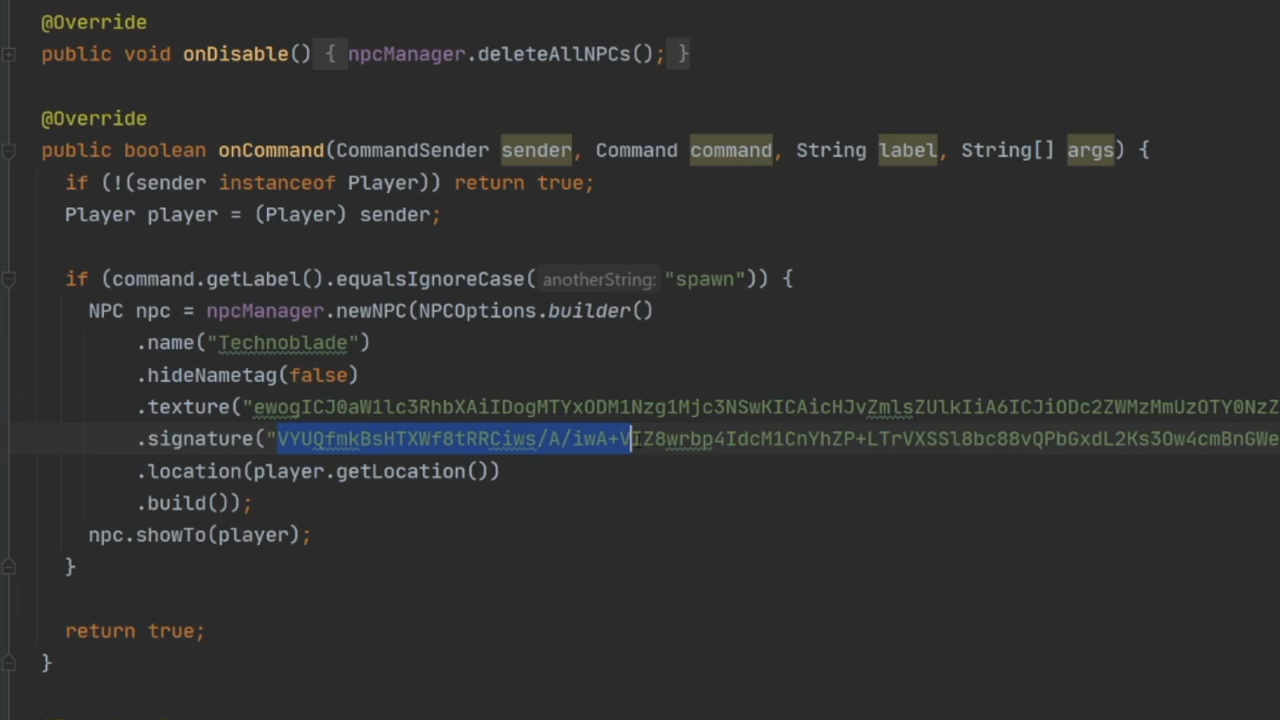 @Override
public void onDisable() { npcManager.deleteAllNPCs(); }
@Override
public boolean onCommand(CommandSender sender, Command command, String label, String[] args) {
if (!(sender instanceof Player)) return true;
Player player = (Player) sender;
if (command.getLabel().equalsIgnoreCase( anotherString: "spawn")) {
NPC npc = npcManager.newNPC(NPCOptions.builder()
.name("Technoblade")
.hideNametag(false)
.texture("ewogICJ0aW1lc3RhbXAiIDogMTYxODM1Nzg1Mjc3NSwKICAicHJvZmlsZUlkIiA6ICJiODc2ZWMzMmUzOTY0NzZ
.signature("VYUQfmkBsHTXWf8tRRCiws/A/iwA+VIZ8wrbp4IdcM1CnYhZP+LTrVXSSl8bc88vQPbGxdL2Ks3Ow4cmBnGWe
.location(player.getLocation())
.build());
npc.showTo(player);
}
return true;
}